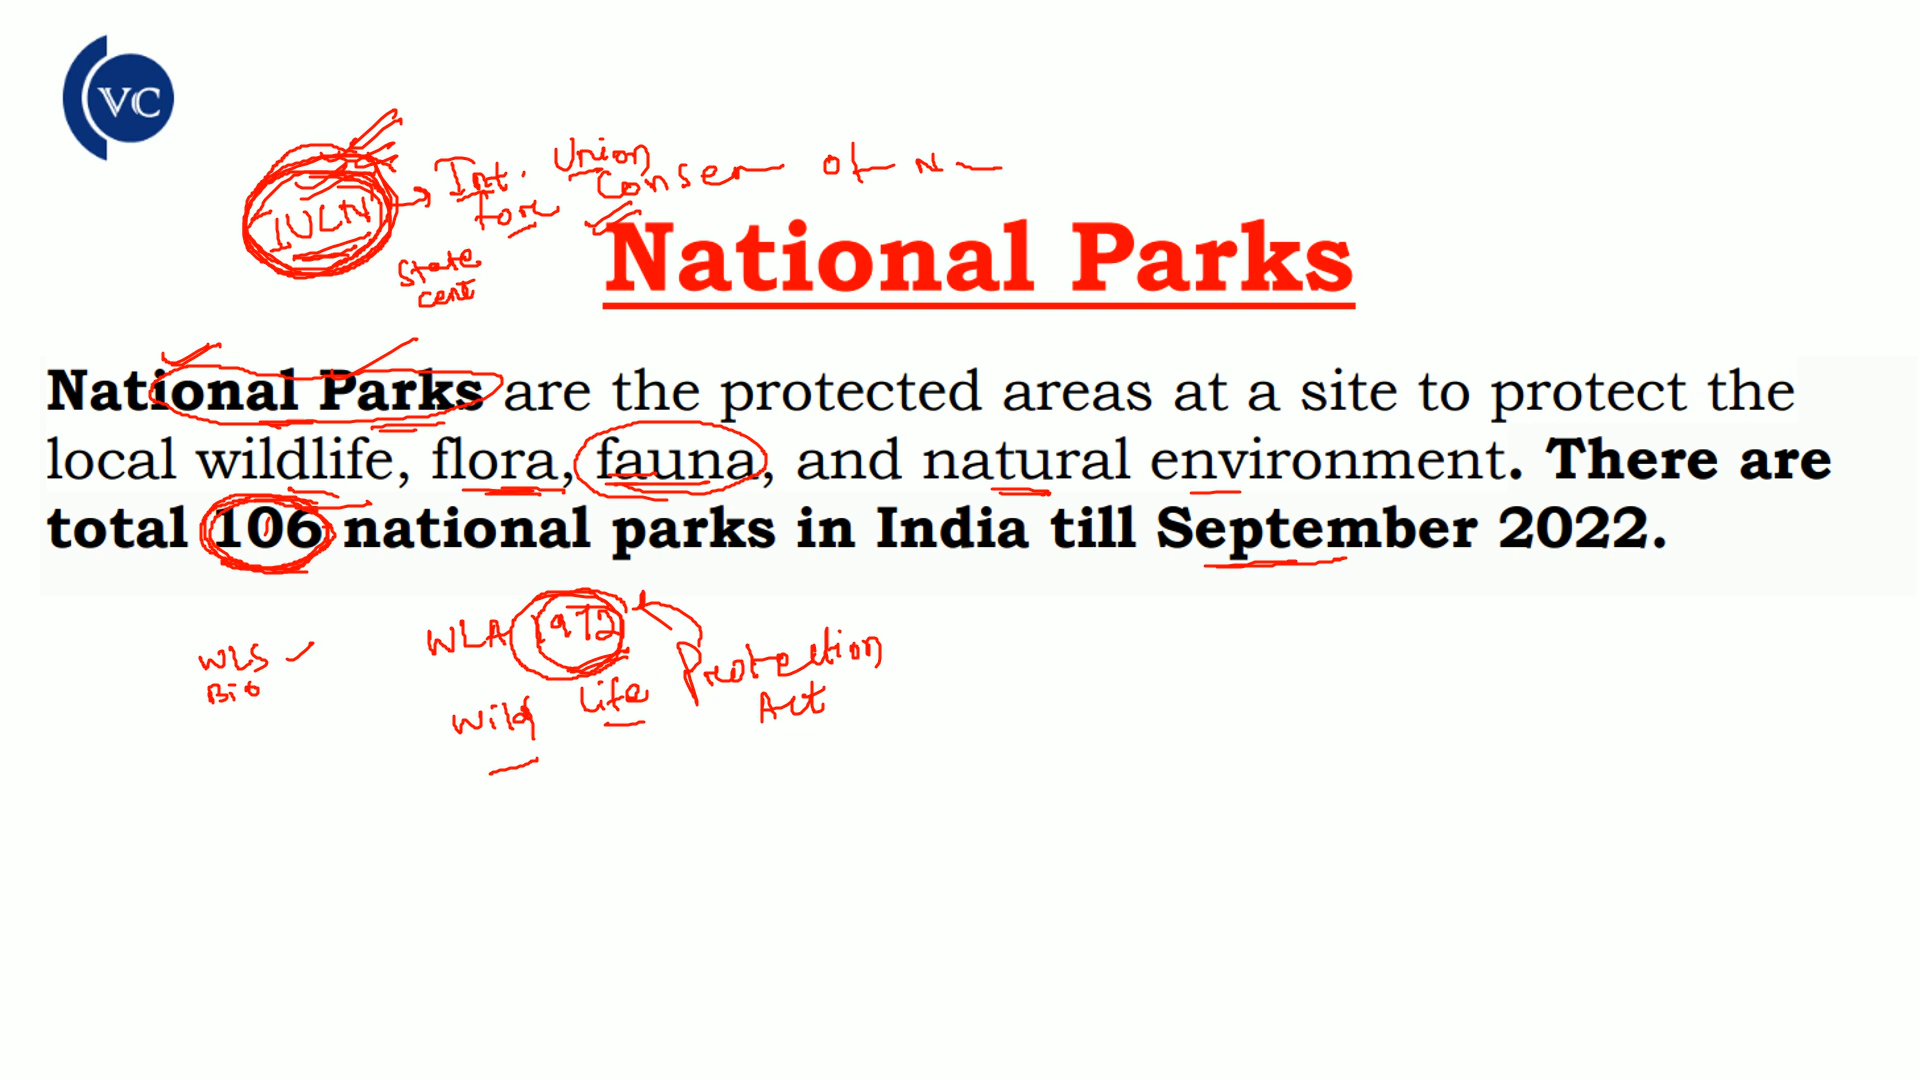 VC
IUCN → Int. Union
for Conser of N
State
cent
National Parks
National Parks are the protected areas at a site to protect the
local wildlife, flora, fauna, and natural environment. There are
total 106 national parks in India till September 2022.
WLS
Bio
WLA 1972
Wild Life Protection
Act